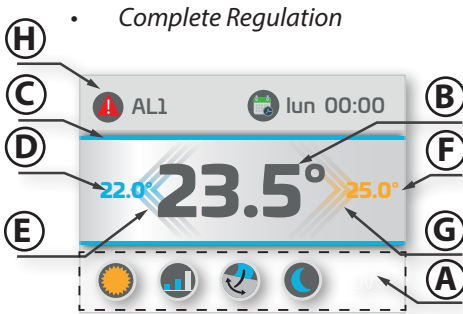 • Complete Regulation
H
C
AL1 lun 00:00
B
D
22.0° 23.5° 25.0°
F
E
G
A